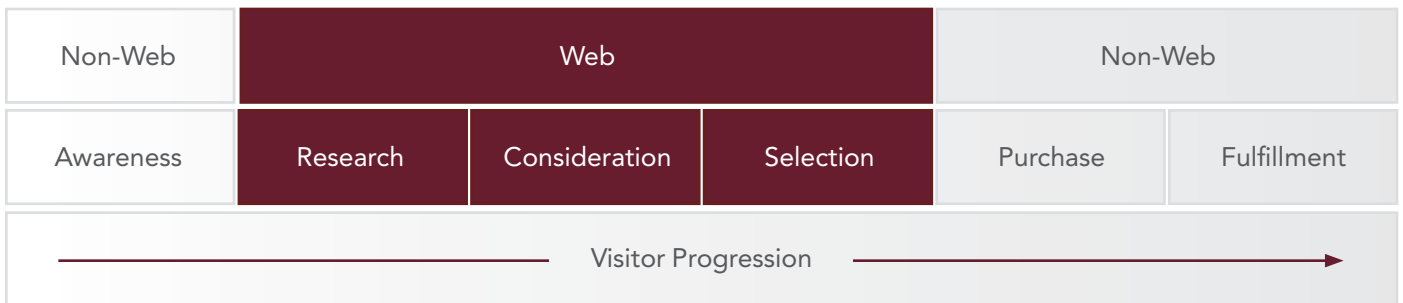 Non-Web Web Non-Web
Awareness Research Consideration Selection Purchase Fulfillment
Visitor Progression